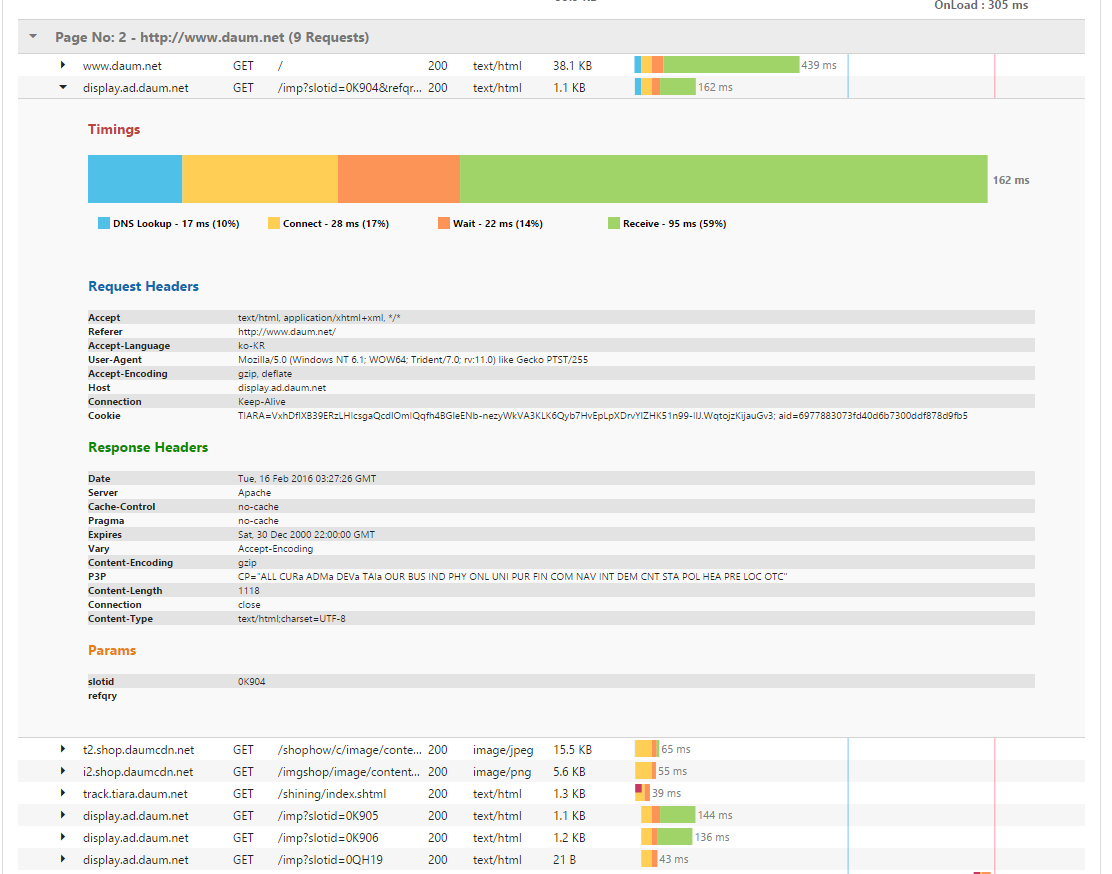 OnLoad : 305 ms
Page No: 2 - http://www.daum.net (9 Requests)
www.daum.net GET / 200 text/html 38.1 KB 439 ms
display.ad.daum.net GET /imp?slotid=0K904&refqr... 200 text/html 1.1 KB 162 ms
Timings
162 ms
DNS Lookup - 17 ms (10%) Connect - 28 ms (17%) Wait - 22 ms (14%) Receive - 95 ms (59%)
Request Headers
Accept text/html, application/xhtml+xml, */*
Referer http://www.daum.net/
Accept-Language ko-KR
User-Agent Mozilla/5.0 (Windows NT 6.1; WOW64; Trident/7.0; rv:11.0) like Gecko PTST/255
Accept-Encoding gzip, deflate
Host display.ad.daum.net
Connection Keep-Alive
Cookie aid=6977883073fd40d6b7300ddf878d9fb5
Response Headers
Date Tue, 16 Feb 2016 03:27:26 GMT
Server Apache
Cache-Control no-cache
Pragma no-cache
Expires Sat, 30 Dec 2000 22:00:00 GMT
Vary Accept-Encoding
Content-Encoding gzip
P3P CP="ALL CURa ADMa DEVa TAIa OUR BUS IND PHY ONL UNI PUR FIN COM NAV INT DEM CNT STA POL HEA PRE LOC OTC"
Content-Length 1118
Connection close
Content-Type text/html;charset=UTF-8
Params
slotid 0K904
refqry
t2.shop.daumcdn.net GET /shophow/c/image/conte... 200 image/jpeg 15.5 KB 65 ms
i2.shop.daumcdn.net GET /imgshop/image/content... 200 image/png 5.6 KB 55 ms
track.tiara.daum.net GET /shining/index.shtml 200 text/html 1.3 KB 39 ms
display.ad.daum.net GET /imp?slotid=0K905 200 text/html 1.1 KB 144 ms
display.ad.daum.net GET /imp?slotid=0K906 200 text/html 1.2 KB 136 ms
display.ad.daum.net GET /imp?slotid=0QH19 200 text/html 21 B 43 ms